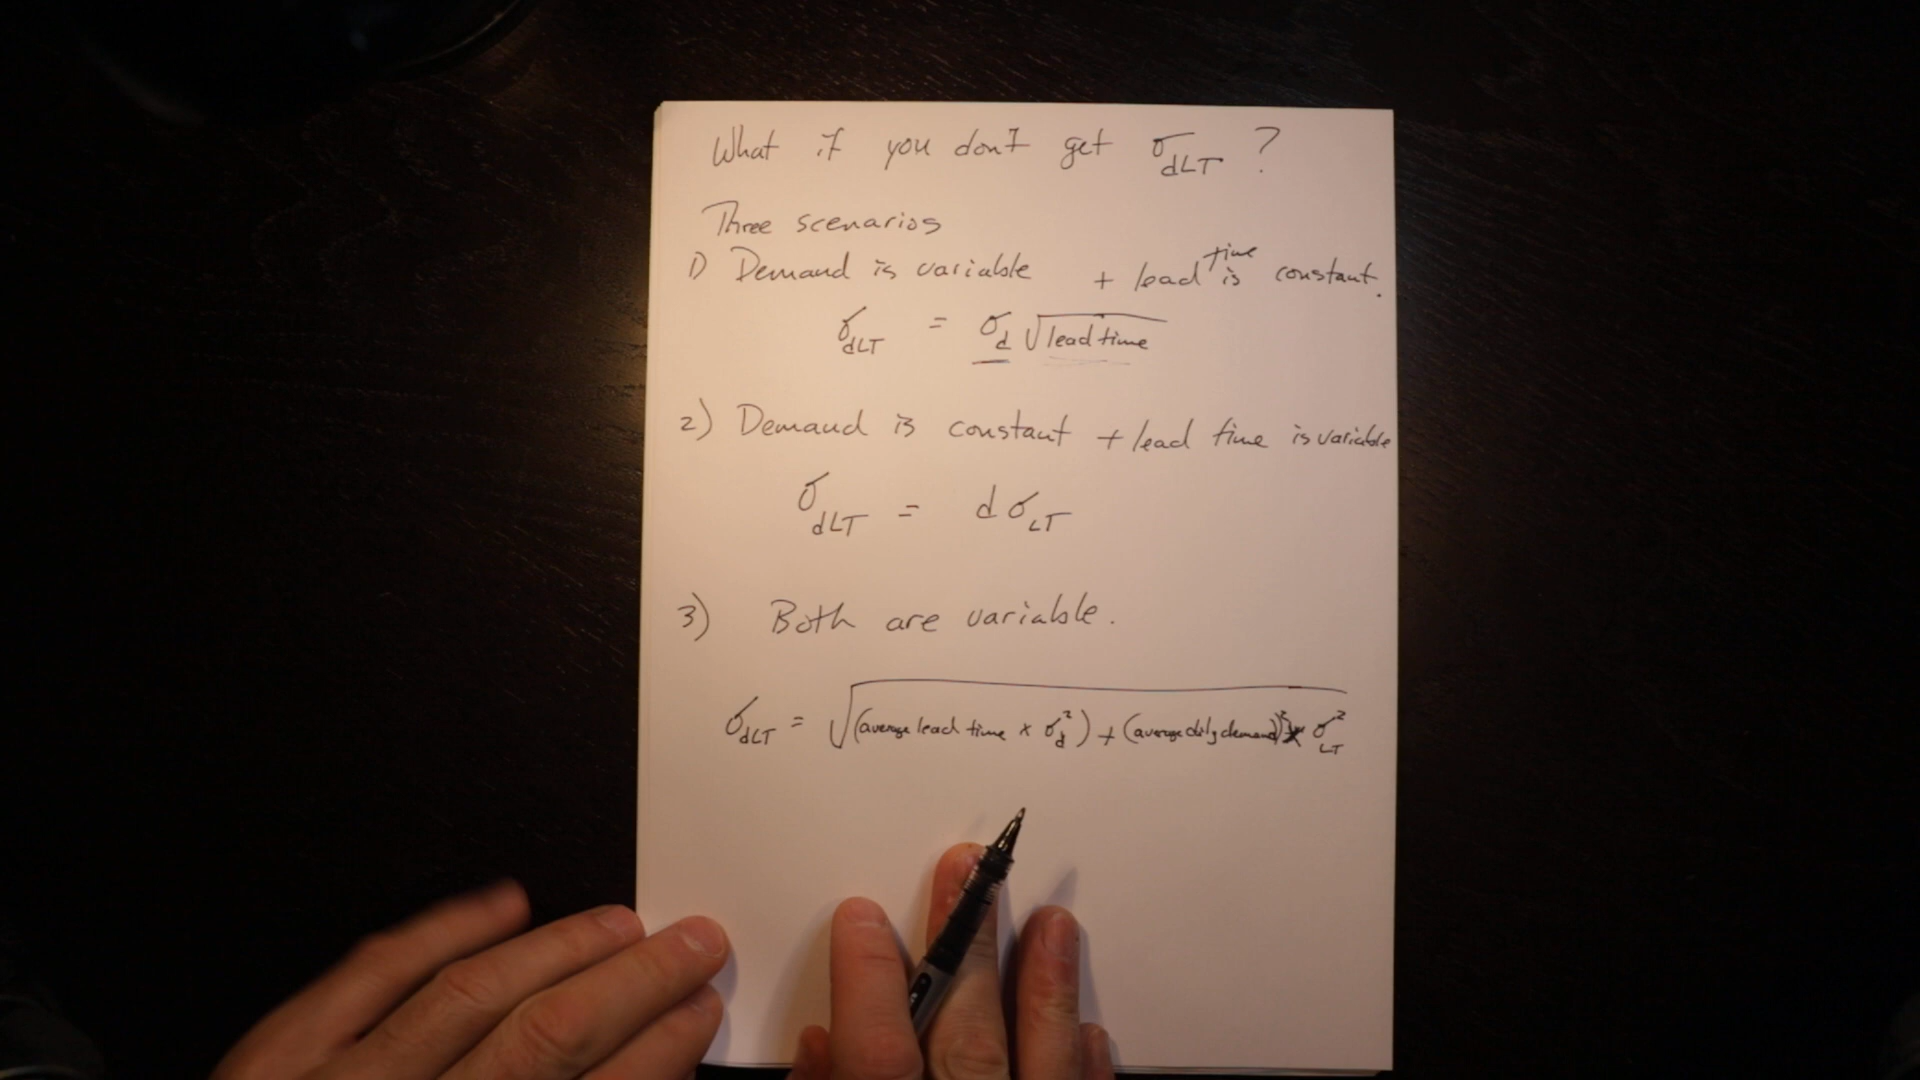 What if you don't get σdLT ?
Three scenarios
1) Demand is variable + lead time is constant.
σdLT = σd √lead time
2) Demand is constant + lead time is variable
σdLT = d σLT
3) Both are variable.
σdLT = √(average lead time × σd²) + (average daily demand)² × σLT²